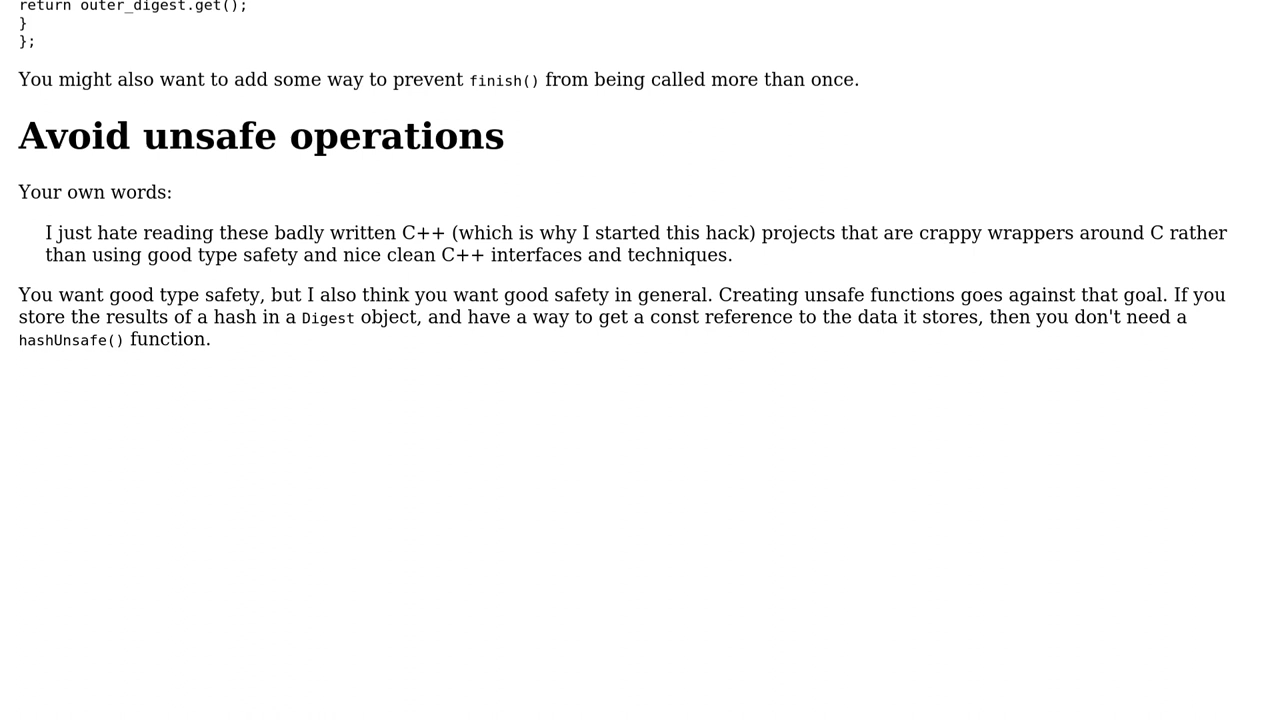 return outer_digest.get();
}
};
You might also want to add some way to prevent finish() from being called more than once.
Avoid unsafe operations
Your own words:
I just hate reading these badly written C++ (which is why I started this hack) projects that are crappy wrappers around C rather
than using good type safety and nice clean C++ interfaces and techniques.
You want good type safety, but I also think you want good safety in general. Creating unsafe functions goes against that goal. If you
store the results of a hash in a Digest object, and have a way to get a const reference to the data it stores, then you don't need a
hashUnsafe() function.